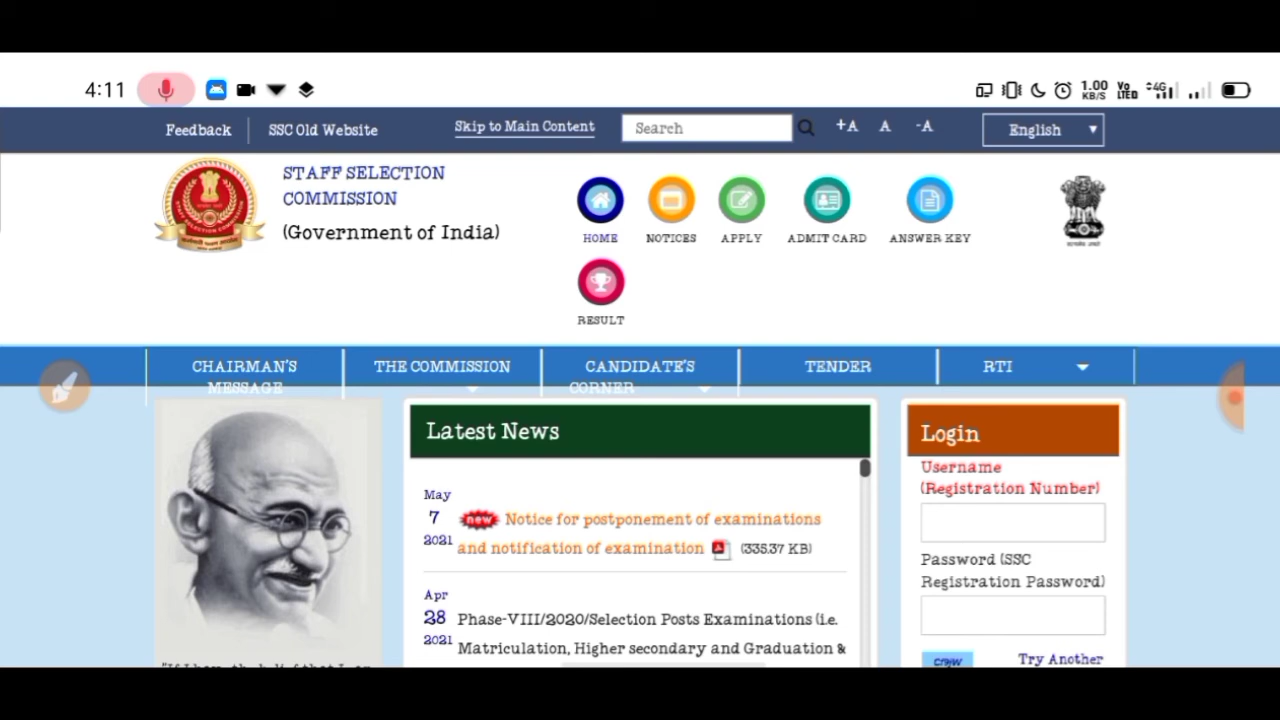 4:11
1.00
KB/S
Vo
LTED
4G
Feedback
SSC Old Website
Skip to Main Content
Search
+A A -A
English
STAFF SELECTION
COMMISSION
(Government of India)
HOME
NOTICES
APPLY
ADMIT CARD
ANSWER KEY
RESULT
CHAIRMAN'S
MESSAGE
THE COMMISSION
CANDIDATE'S
CORNER
TENDER
RTI
Latest News
May
7
2021
new Notice for postponement of examinations
and notification of examination (335.37 KB)
Apr
28
2021
Phase-VIII/2020/Selection Posts Examinations (i.e.
Matriculation, Higher secondary and Graduation &
Login
Username
(Registration Number)
Password (SSC
Registration Password)
Try Another